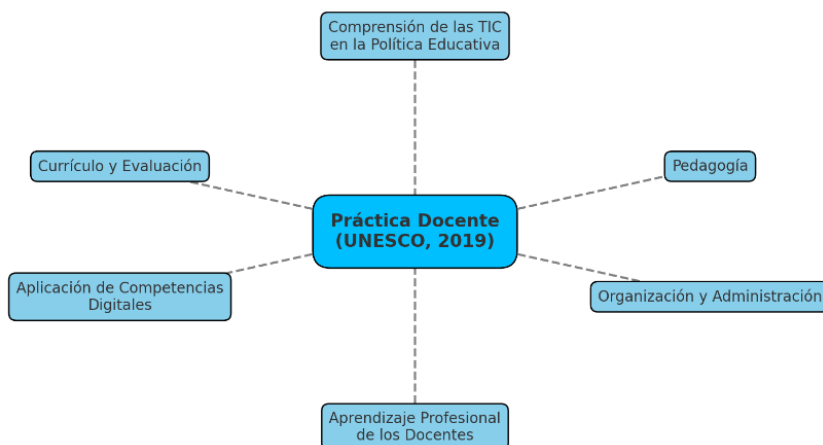 Comprensión de las TIC
en la Política Educativa
Currículo y Evaluación
Pedagogía
Práctica Docente
(UNESCO, 2019)
Aplicación de Competencias
Digitales
Organización y Administración
Aprendizaje Profesional
de los Docentes